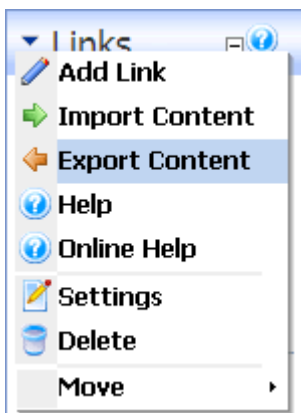 Links
Add Link
Import Content
Export Content
Help
Online Help
Settings
Delete
Move